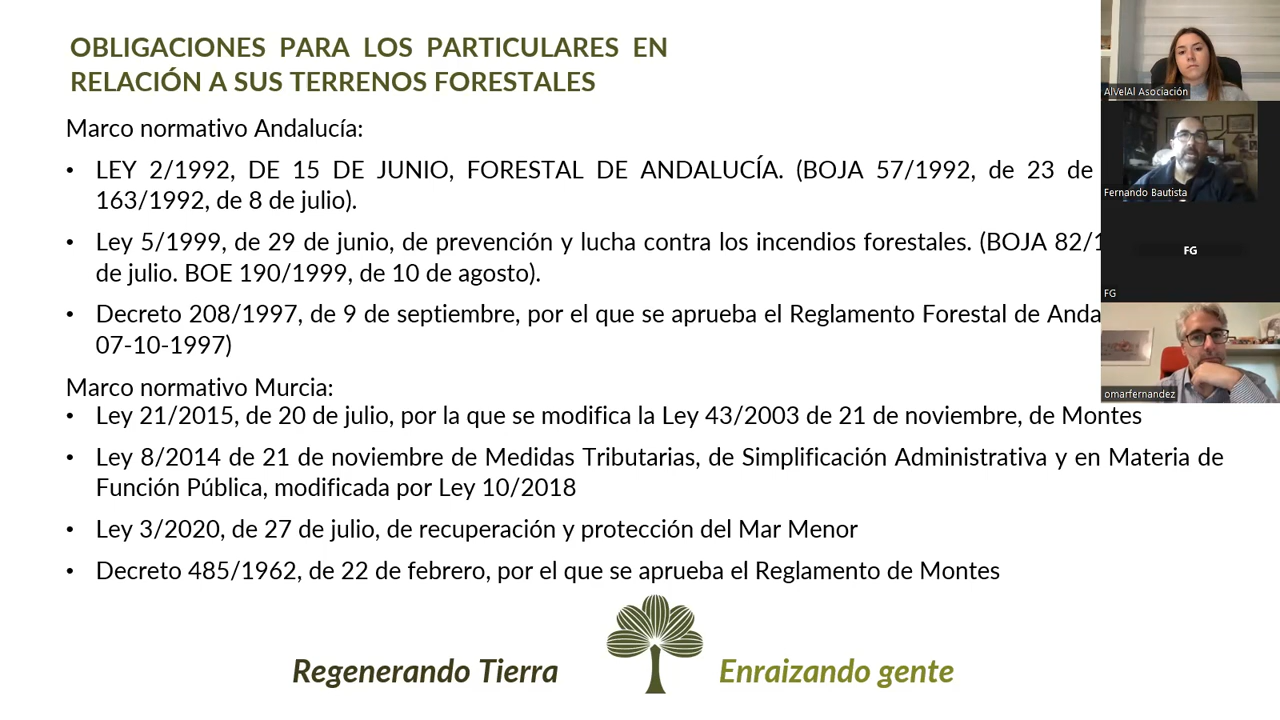 OBLIGACIONES PARA LOS PARTICULARES EN
RELACIÓN A SUS TERRENOS FORESTALES
Marco normativo Andalucía:
• LEY 2/1992, DE 15 DE JUNIO, FORESTAL DE ANDALUCÍA. (BOJA 57/1992, de 23 de
163/1992, de 8 de julio).
• Ley 5/1999, de 29 de junio, de prevención y lucha contra los incendios forestales. (BOJA 82/1
de julio. BOE 190/1999, de 10 de agosto).
• Decreto 208/1997, de 9 de septiembre, por el que se aprueba el Reglamento Forestal de Anda
07-10-1997)
Marco normativo Murcia:
• Ley 21/2015, de 20 de julio, por la que se modifica la Ley 43/2003 de 21 de noviembre, de Montes
• Ley 8/2014 de 21 de noviembre de Medidas Tributarias, de Simplificación Administrativa y en Materia de
Función Pública, modificada por Ley 10/2018
• Ley 3/2020, de 27 de julio, de recuperación y protección del Mar Menor
• Decreto 485/1962, de 22 de febrero, por el que se aprueba el Reglamento de Montes
Regenerando Tierra
Enraizando gente
AlVelAl Asociación
Fernando Bautista
FG
FG
omarfernandez